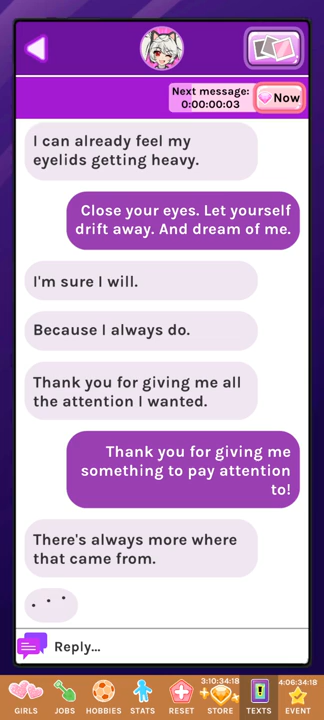 Next message:
0:00:00:03
Now
I can already feel my
eyelids getting heavy.
Close your eyes. Let yourself
drift away. And dream of me.
I'm sure I will.
Because I always do.
Thank you for giving me all
the attention I wanted.
Thank you for giving me
something to pay attention
to!
There's always more where
that came from.
. . .
Reply...
3:10:34:18
4:06:34:18
GIRLS
JOBS
HOBBIES
STATS
RESET
STORE
TEXTS
EVENT